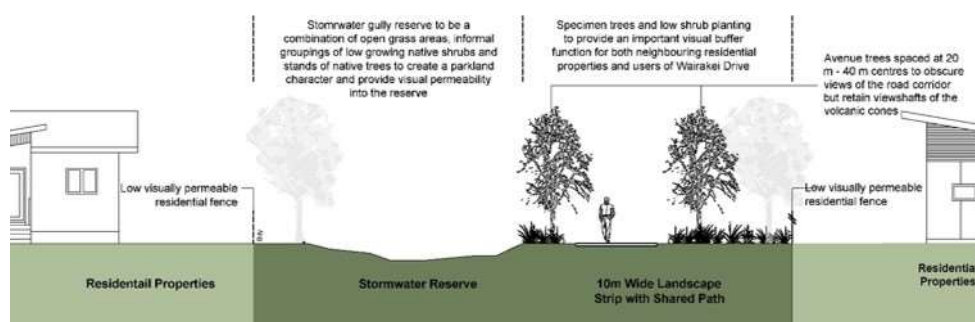 Stomrwater gully reserve to be a
combination of open grass areas, informal
groupings of low growing native shrubs and
stands of native trees to create a parkland
character and provide visual permeability
into the reserve
Specimen trees and low shrub planting
to provide an important visual buffer
function for both neighbouring residential
properties and users of Wairakei Drive
Avenue trees spaced at 20
m - 40 m centres to obscure
views of the road corridor
but retain viewshafts of the
volcanic cones
Low visually permeable
residential fence
Low visually permeable
residential fence
Residentail Properties
Stormwater Reserve
10m Wide Landscape
Strip with Shared Path
Residentia
Properties